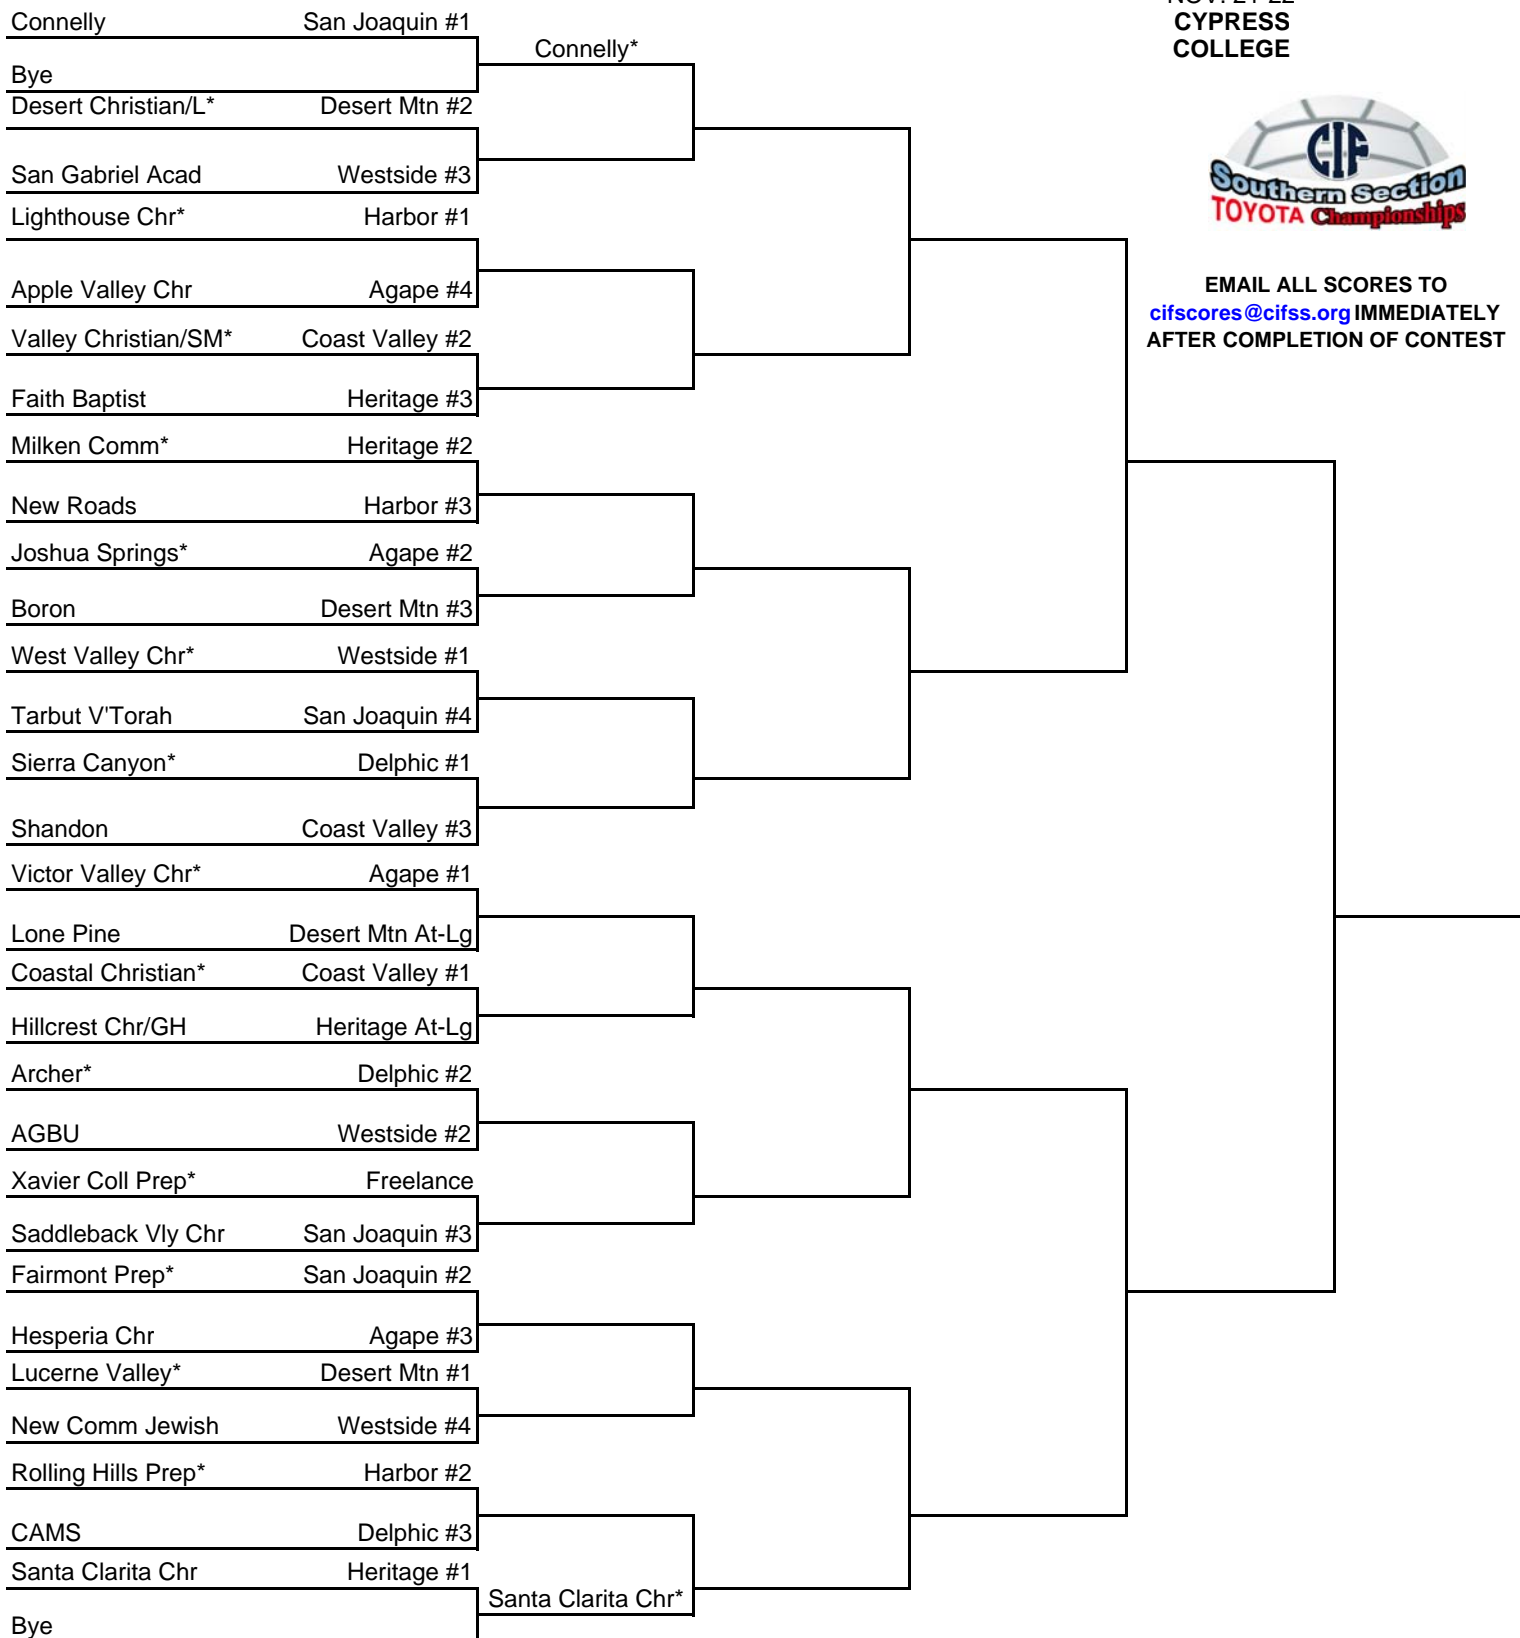 NOV. 21-22
CYPRESS
COLLEGE
Connelly San Joaquin #1
Connelly*
Bye
Desert Christian/L* Desert Mtn #2
San Gabriel Acad Westside #3
Lighthouse Chr* Harbor #1
Apple Valley Chr Agape #4
Valley Christian/SM* Coast Valley #2
Faith Baptist Heritage #3
Milken Comm* Heritage #2
New Roads Harbor #3
Joshua Springs* Agape #2
Boron Desert Mtn #3
West Valley Chr* Westside #1
Tarbut V'Torah San Joaquin #4
Sierra Canyon* Delphic #1
Shandon Coast Valley #3
Victor Valley Chr* Agape #1
Lone Pine Desert Mtn At-Lg
Coastal Christian* Coast Valley #1
Hillcrest Chr/GH Heritage At-Lg
Archer* Delphic #2
AGBU Westside #2
Xavier Coll Prep* Freelance
Saddleback Vly Chr San Joaquin #3
Fairmont Prep* San Joaquin #2
Hesperia Chr Agape #3
Lucerne Valley* Desert Mtn #1
New Comm Jewish Westside #4
Rolling Hills Prep* Harbor #2
CAMS Delphic #3
Santa Clarita Chr Heritage #1
Santa Clarita Chr*
Bye
CIF
Southern Section
TOYOTA Championships
EMAIL ALL SCORES TO
cifscores@cifss.org IMMEDIATELY
AFTER COMPLETION OF CONTEST